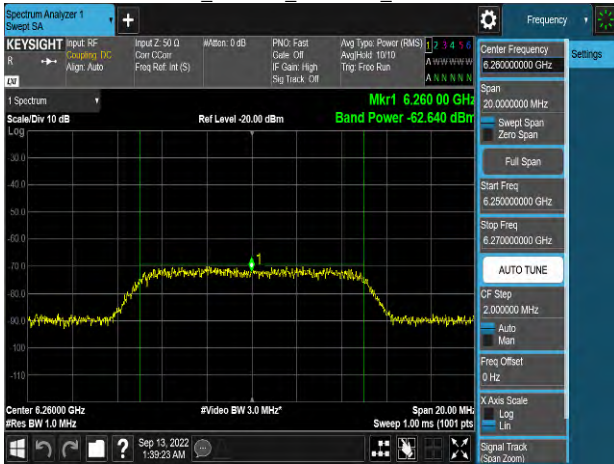 Spectrum Analyzer 1
Swept SA
+
Frequency
KEYSIGHT
R
Input: RF
Coupling: DC
Align: Auto
Input Z: 50 Ω
Corr CCorr
Freq Ref: Int (S)
#Atten: 0 dB
PNO: Fast
Gate: Off
IF Gain: High
Sig Track: Off
Avg Type: Power (RMS)
Avg|Hold: 10/10
Trig: Free Run
1 2 3 4 5 6
A W W W W W
A N N N N N
LXI
1 Spectrum
Scale/Div 10 dB
Log
Ref Level -20.00 dBm
Mkr1 6.260 00 GHz
Band Power -62.640 dBm
-30.0
-40.0
-50.0
-60.0
-70.0
-80.0
-90.0
-100
-110
1
Center 6.26000 GHz
#Res BW 1.0 MHz
#Video BW 3.0 MHz*
Span 20.00 MHz
Sweep 1.00 ms (1001 pts
Sep 13, 2022
1:39:23 AM
?
Center Frequency
6.260000000 GHz
Settings
Span
20.0000000 MHz
Swept Span
Zero Span
Full Span
Start Freq
6.250000000 GHz
Stop Freq
6.270000000 GHz
AUTO TUNE
CF Step
2.000000 MHz
Auto
Man
Freq Offset
0 Hz
X Axis Scale
Log
Lin
Signal Track
(Span Zoom)